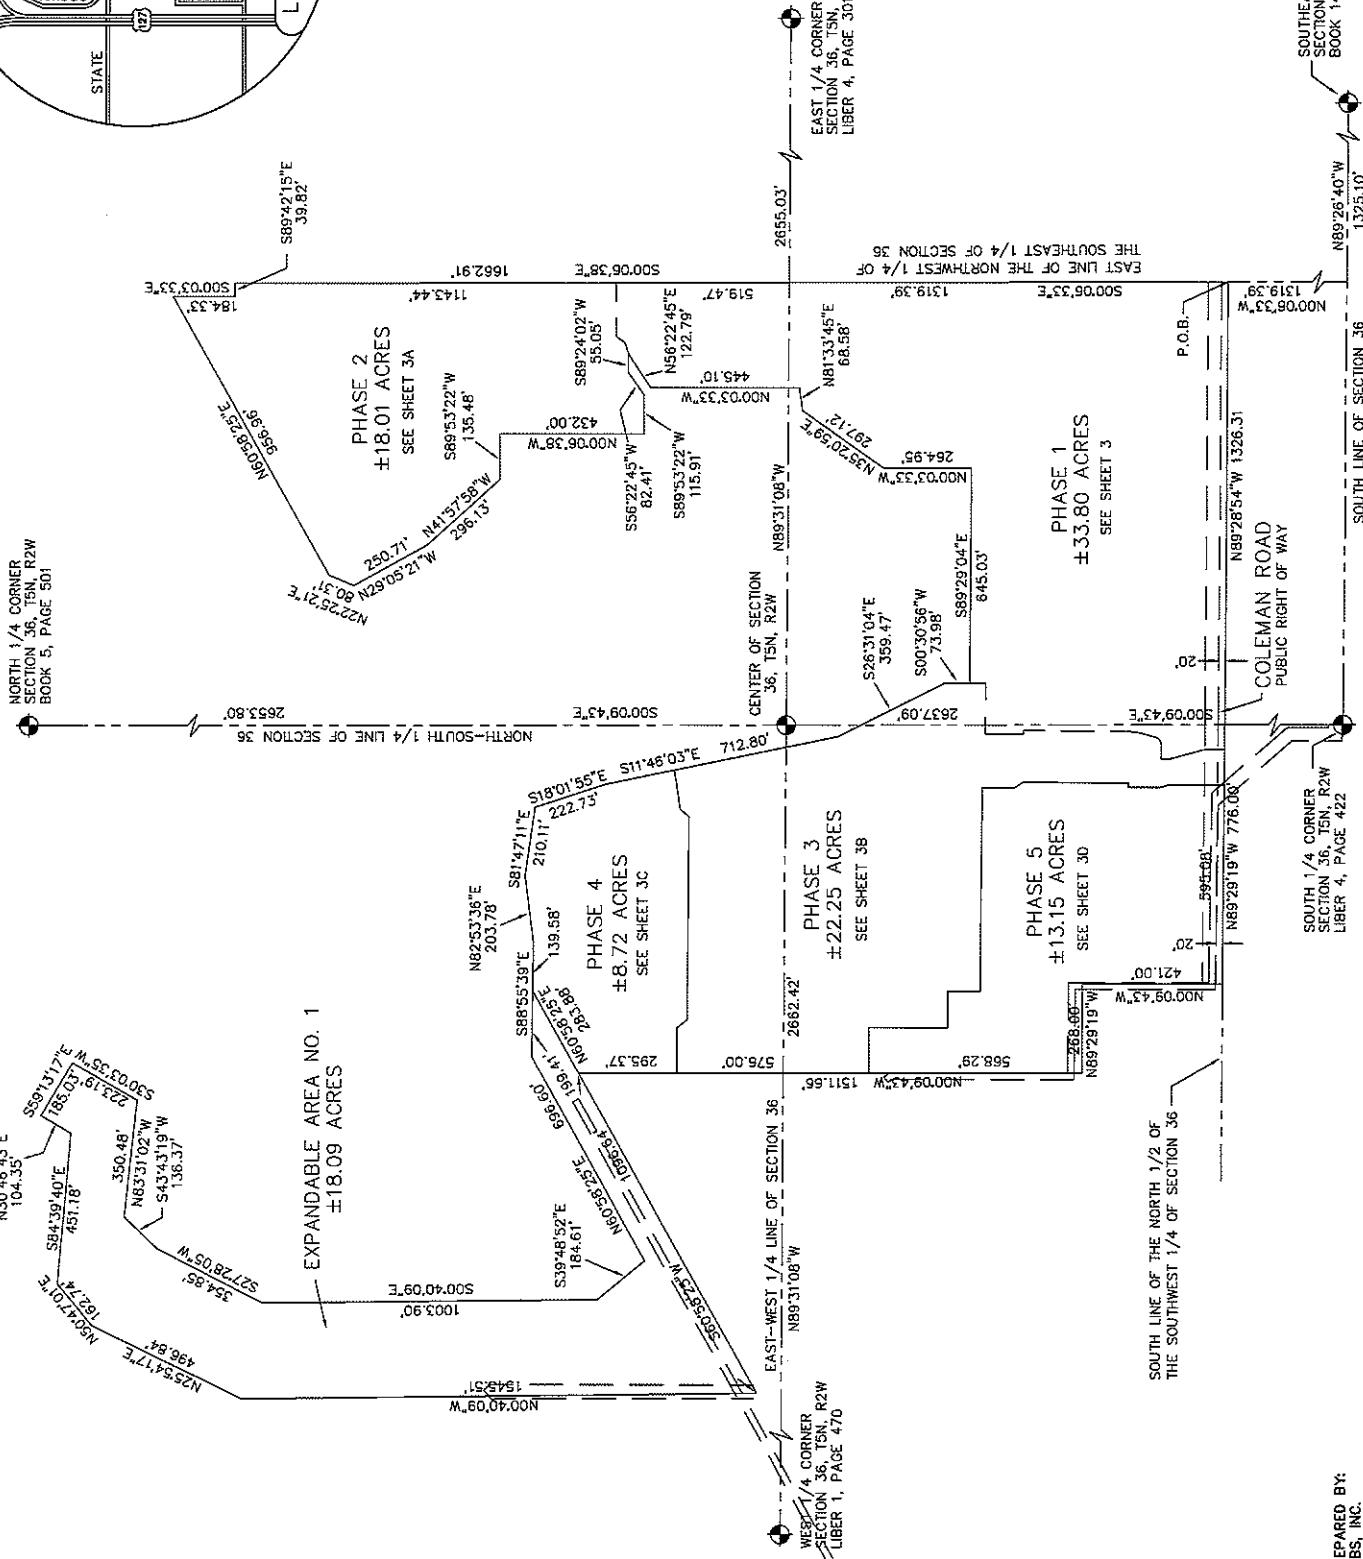 STATE
127
L
NORTH 1/4 CORNER
SECTION 36, T5N, R2W
BOOK 5, PAGE 501
EAST 1/4 CORNER
SECTION 36, T5N,
LIBER 4, PAGE 301
SOUTHEA
SECTION
BOOK 14
S89°42'15"E
39.82'
S00°03'33"E
184.33'
N60°58'25"E
956.96'
PHASE 2
±18.01 ACRES
SEE SHEET 3A
1143.44'
1662.91'
S00°06'38"E
N22°25'21"E
80.31'
250.71'
N29°05'21"W
N41°57'58"W
296.13'
S89°53'22"W
135.48'
432.00'
N00°06'38"W
S89°24'02"W
55.05'
N56°22'45"E
122.79'
S56°22'45"W
82.41'
S89°53'22"W
115.91'
519.47'
445.10'
N00°03'33"W
2655.03'
N89°31'08"W
N81°33'45"E
68.58'
297.12'
N35°20'59"E
264.95'
N00°03'33"W
EAST LINE OF THE NORTHWEST 1/4 OF
THE SOUTHEAST 1/4 OF SECTION 36
1319.39'
S00°06'33"E
PHASE 1
±33.80 ACRES
SEE SHEET 3
S89°29'04"E
645.03'
P.O.B.
1319.39'
N00°06'33"W
N89°28'54"W 1326.31
COLEMAN ROAD
PUBLIC RIGHT OF WAY
20'
N89°26'40"W
1325.10'
SOUTH LINE OF SECTION 36
2653.80'
S00°09'43"E
NORTH-SOUTH 1/4 LINE OF SECTION 36
CENTER OF SECTION
36, T5N, R2W
S26°31'04"E
359.47'
S00°30'56"W
73.98'
2637.09'
S00°09'43"E
S18°01'55"E
222.73'
S11°46'03"E
712.80'
S81°47'11"E
210.11'
N82°53'36"E
203.78'
S88°55'39"E
139.58'
199.41'
N60°58'25"E
283.88'
PHASE 4
±8.72 ACRES
SEE SHEET 3C
295.37'
576.00'
2662.42'
PHASE 3
±22.25 ACRES
SEE SHEET 3B
PHASE 5
±13.15 ACRES
SEE SHEET 3D
568.29'
1511.66'
N00°09'43"W
268.00'
N89°29'19"W
421.00'
N00°09'43"W
20'
595.08'
N89°29'19"W 776.00'
SOUTH 1/4 CORNER
SECTION 36, T5N, R2W
LIBER 4, PAGE 422
SOUTH LINE OF THE NORTH 1/2 OF
THE SOUTHWEST 1/4 OF SECTION 36
104.35'
S59°13'17"E
185.03'
S30°03'35"W
223.19'
350.48'
N83°31'02"W
S43°43'19"W
136.37'
S84°39'40"E
451.18'
N50°47'01"E
162.74'
N25°54'17"E
496.84'
S27°28'05"W
354.85'
EXPANDABLE AREA NO. 1
±18.09 ACRES
S00°40'09"E
1003.90'
S39°48'52"E
184.61'
696.60'
N60°58'25"E
1096.64'
S60°58'25"W
1545.51'
N00°40'09"W
EAST-WEST 1/4 LINE OF SECTION 36
N89°31'08"W
WEST 1/4 CORNER
SECTION 36, T5N, R2W
LIBER 1, PAGE 470
EPARED BY:
BS, INC.